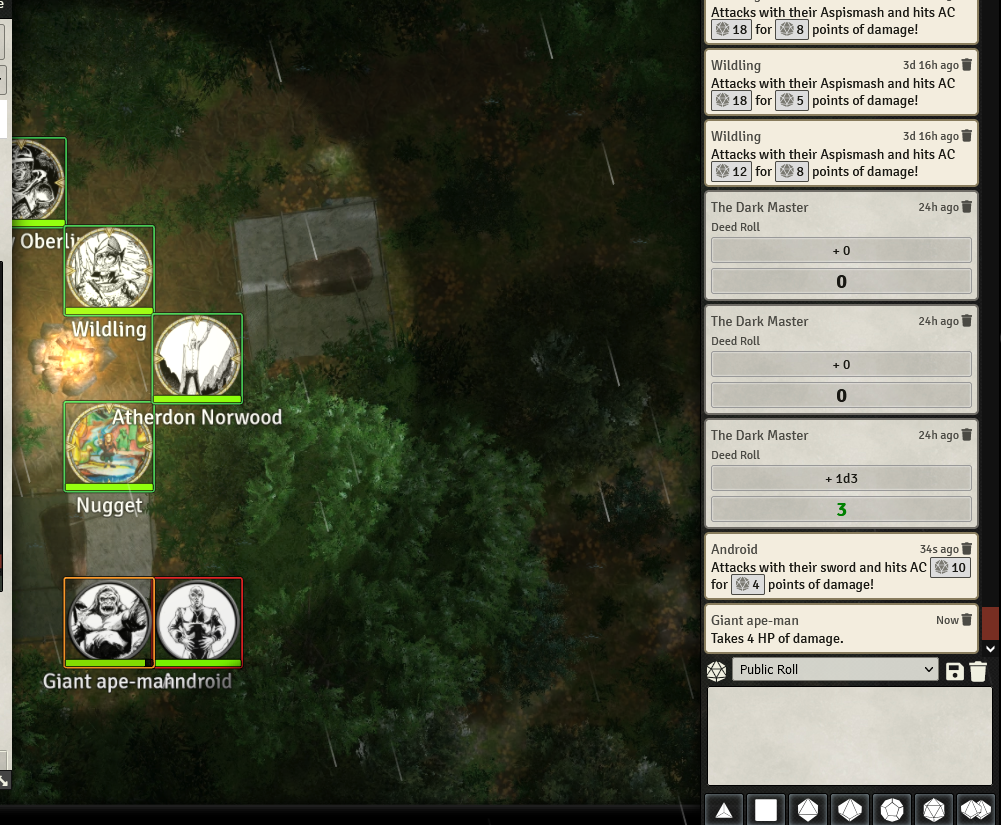 Attacks with their Aspismash and hits AC
18 for 8 points of damage!
Wildling 3d 16h ago
Attacks with their Aspismash and hits AC
18 for 5 points of damage!
Wildling 3d 16h ago
Attacks with their Aspismash and hits AC
12 for 8 points of damage!
The Dark Master 24h ago
Deed Roll
+ 0
0
The Dark Master 24h ago
Deed Roll
+ 0
0
The Dark Master 24h ago
Deed Roll
+ 1d3
3
Android 34s ago
Attacks with their sword and hits AC 10
for 4 points of damage!
Giant ape-man Now
Takes 4 HP of damage.
Public Roll
Wildling
Atherdon Norwood
Nugget
Giant ape-man
Android